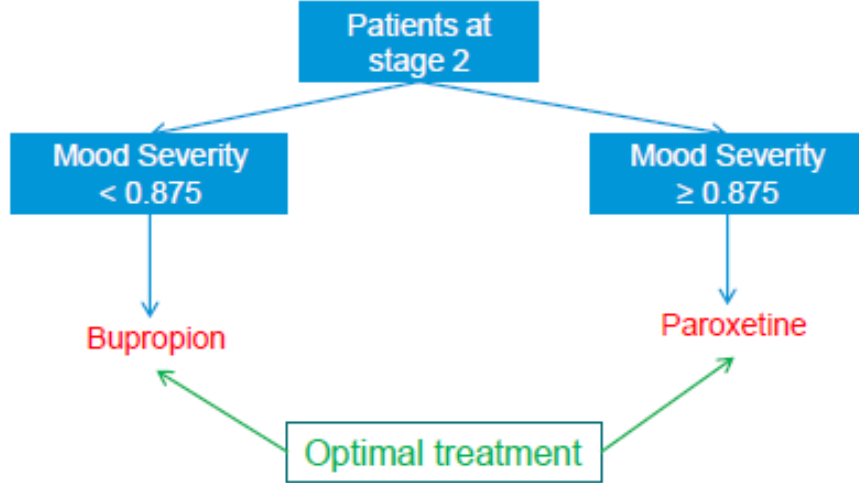 Patients at
stage 2
Mood Severity
< 0.875
Mood Severity
≥ 0.875
Bupropion
Paroxetine
Optimal treatment